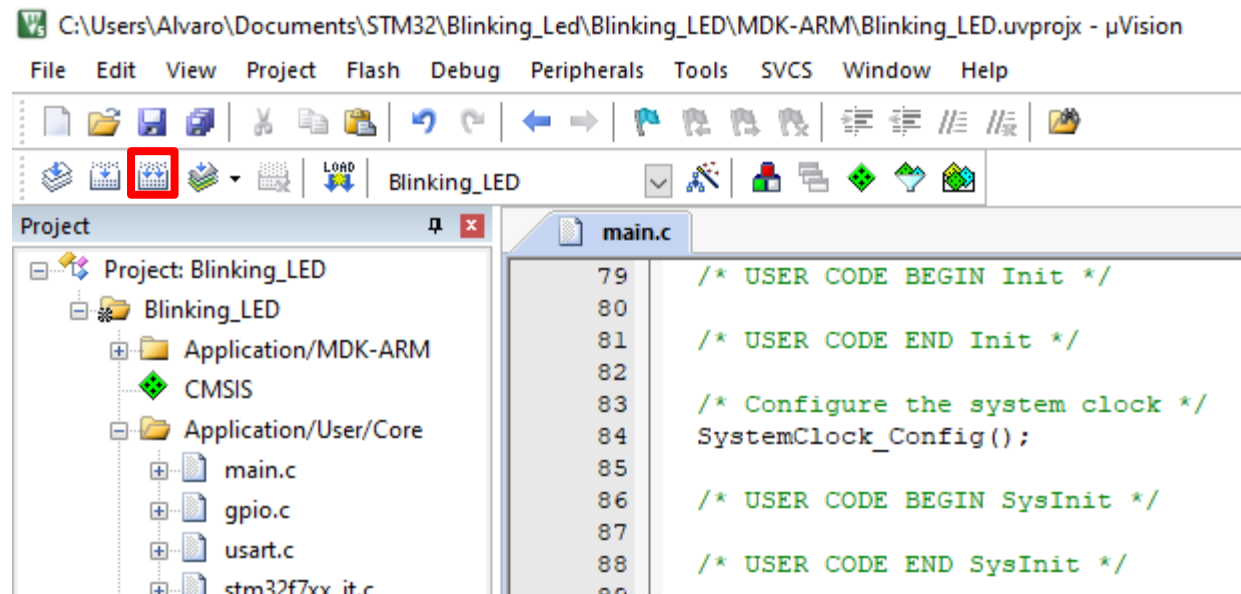 C:\Users\Alvaro\Documents\STM32\Blinking_Led\Blinking_LED\MDK-ARM\Blinking_LED.uvprojx - µVision
File Edit View Project Flash Debug Peripherals Tools SVCS Window Help
LOAD Blinking_LED
Project
main.c
Project: Blinking_LED
Blinking_LED
Application/MDK-ARM
CMSIS
Application/User/Core
main.c
gpio.c
usart.c
stm32f7xx_it.c
79 /* USER CODE BEGIN Init */
80
81 /* USER CODE END Init */
82
83 /* Configure the system clock */
84 SystemClock_Config();
85
86 /* USER CODE BEGIN SysInit */
87
88 /* USER CODE END SysInit */
89